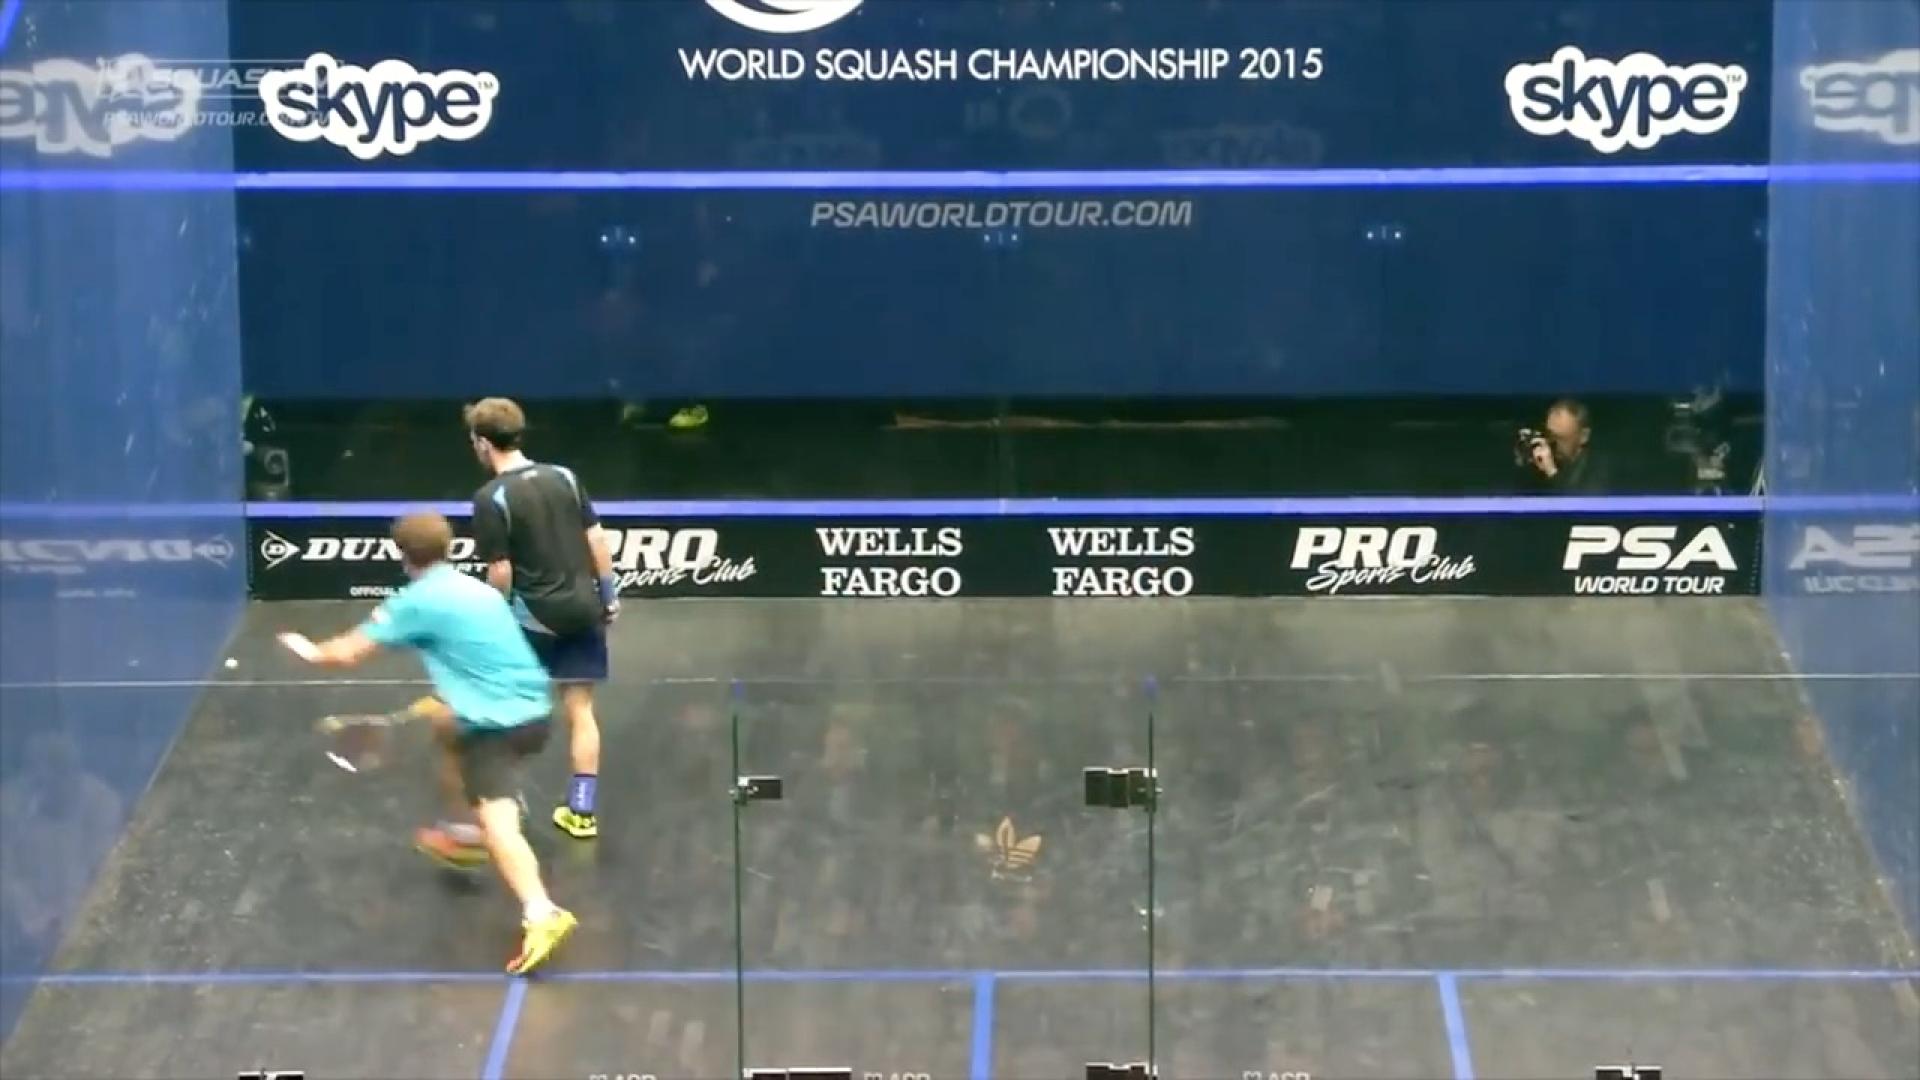 WORLD SQUASH CHAMPIONSHIP 2015
SQUASH
skype
skype
PSAWORLDTOUR.COM
PRO
Sports Club
WELLS
FARGO
WELLS
FARGO
PRO
Sports Club
PSA
WORLD TOUR